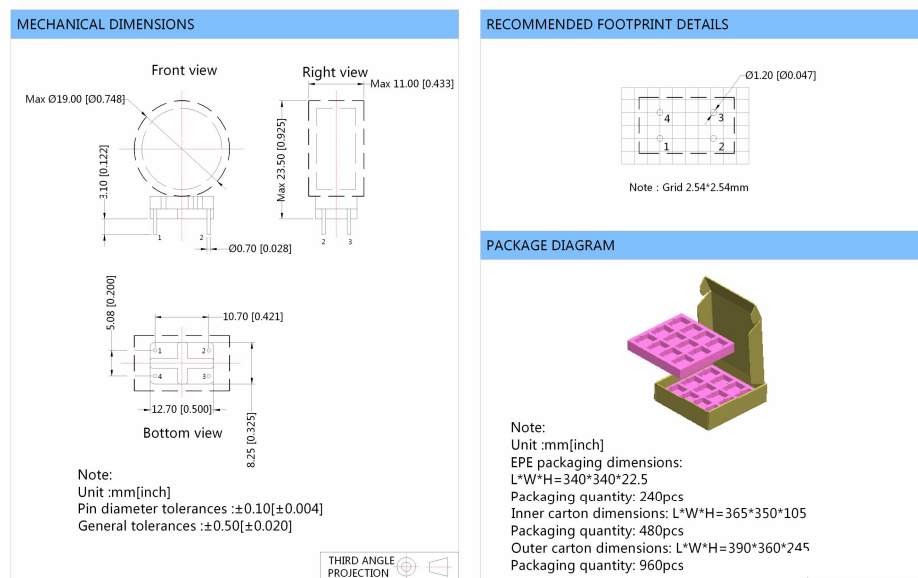 MECHANICAL DIMENSIONS
Front view
Right view
Max Ø19.00 [Ø0.748]
Max 11.00 [0.433]
3.10 [0.122]
Max 23.50 [0.925]
1
2
2
3
Ø0.70 [0.028]
5.08 [0.200]
10.70 [0.421]
1
2
4
3
12.70 [0.500]
8.25 [0.325]
Bottom view
Note:
Unit :mm[inch]
Pin diameter tolerances :±0.10[±0.004]
General tolerances :±0.50[±0.020]
THIRD ANGLE
PROJECTION
RECOMMENDED FOOTPRINT DETAILS
Ø1.20 [Ø0.047]
4
3
1
2
Note : Grid 2.54*2.54mm
PACKAGE DIAGRAM
Note:
Unit :mm[inch]
EPE packaging dimensions:
L*W*H=340*340*22.5
Packaging quantity: 240pcs
Inner carton dimensions: L*W*H=365*350*105
Packaging quantity: 480pcs
Outer carton dimensions: L*W*H=390*360*245
Packaging quantity: 960pcs